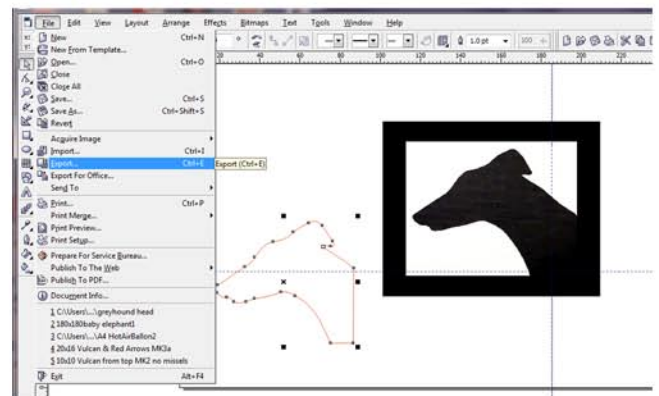 File Edit View Layout Arrange Effects Bitmaps Text Tools Window Help
New Ctrl+N
New From Template...
Open... Ctrl+O
Close
Close All
Save... Ctrl+S
Save As... Ctrl+Shift+S
Revert
Acquire Image
Import... Ctrl+I
Export... Ctrl+E
Export (Ctrl+E)
Export For Office...
Send To
Print... Ctrl+P
Print Merge...
Print Preview...
Print Setup...
Prepare For Service Bureau...
Publish To The Web
Publish To PDF...
Document Info...
1 C:\Users\...\greyhound head
2 180x180baby elephant1
3 C:\Users\...\A4 HotAirBallon2
4 20x16 Vulcan & Red Arrows MK3a
5 10x10 Vulcan from top MK2 no missels
Exit Alt+F4
1.0 pt 100